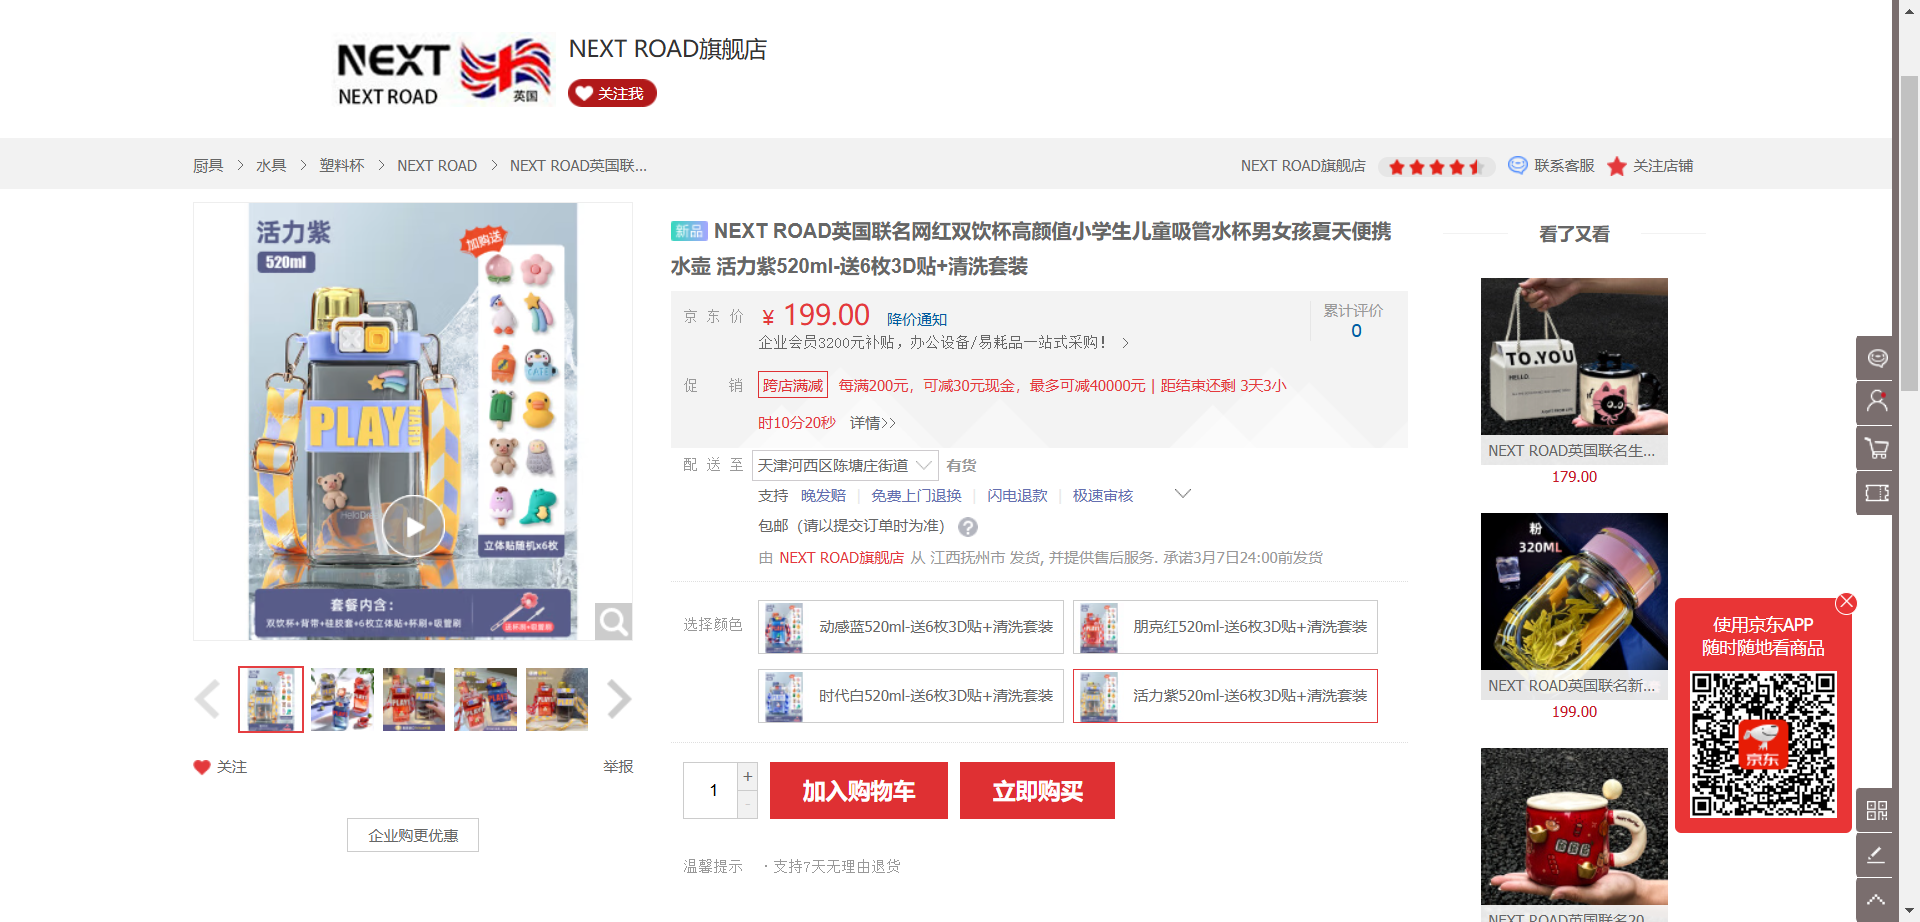 NEXT
NEXT ROAD
英国
NEXT ROAD旗舰店
关注我
厨具 > 水具 > 塑料杯 > NEXT ROAD > NEXT ROAD英国联...
NEXT ROAD旗舰店
联系客服
关注店铺
活力紫
520ml
加购送
PLAY
HARD
立体贴随机x6枚
套餐内含：
双饮杯+背带+硅胶套+6枚立体贴+杯刷+吸管刷
送杯刷+吸管刷
关注
举报
企业购更优惠
新品 NEXT ROAD英国联名网红双饮杯高颜值小学生儿童吸管水杯男女孩夏天便携
水壶 活力紫520ml-送6枚3D贴+清洗套装
京东价 ￥ 199.00 降价通知
累计评价
0
企业会员3200元补贴，办公设备/易耗品一站式采购！ >
促销 跨店满减 每满200元，可减30元现金，最多可减40000元 | 距结束还剩 3天3小
时10分20秒 详情>>
配送至 天津河西区陈塘庄街道 有货
支持 晚发赔 免费上门退换 闪电退款 极速审核
包邮（请以提交订单时为准） ?
由 NEXT ROAD旗舰店 从 江西抚州市 发货, 并提供售后服务. 承诺3月7日24:00前发货
选择颜色
动感蓝520ml-送6枚3D贴+清洗套装
朋克红520ml-送6枚3D贴+清洗套装
时代白520ml-送6枚3D贴+清洗套装
活力紫520ml-送6枚3D贴+清洗套装
1
+
-
加入购物车
立即购买
温馨提示 ·支持7天无理由退货
看了又看
TO.YOU
NEXT ROAD英国联名生...
179.00
粉
320ML
NEXT ROAD英国联名新...
199.00
NEXT ROAD英国联名20...
使用京东APP
随时随地看商品
京东